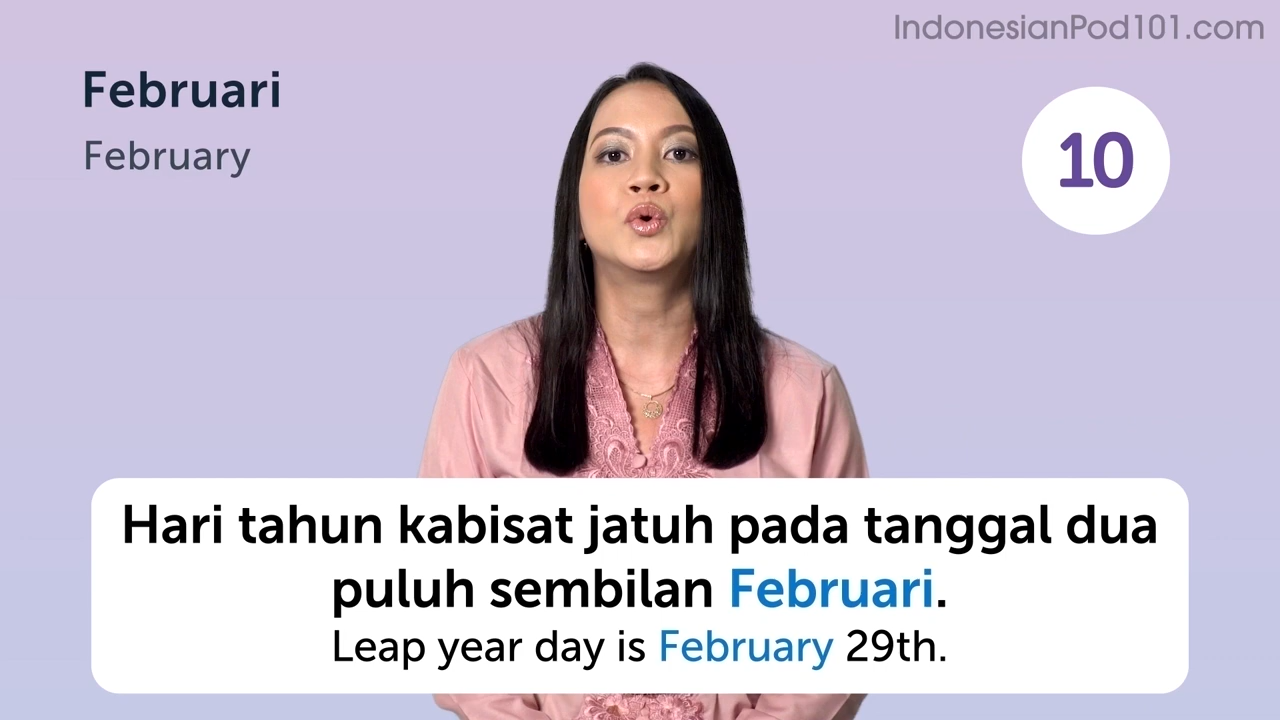 IndonesianPod101.com
Februari
February
10
Hari tahun kabisat jatuh pada tanggal dua
puluh sembilan Februari.
Leap year day is February 29th.